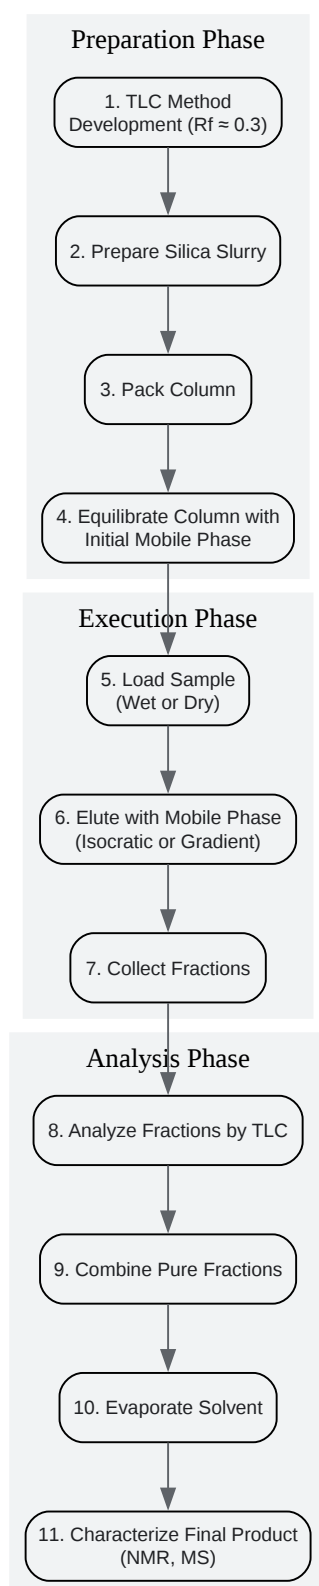 Preparation Phase
1. TLC Method
Development (Rf ≈ 0.3)
2. Prepare Silica Slurry
3. Pack Column
4. Equilibrate Column with
Initial Mobile Phase
Execution Phase
5. Load Sample
(Wet or Dry)
6. Elute with Mobile Phase
(Isocratic or Gradient)
7. Collect Fractions
Analysis Phase
8. Analyze Fractions by TLC
9. Combine Pure Fractions
10. Evaporate Solvent
11. Characterize Final Product
(NMR, MS)